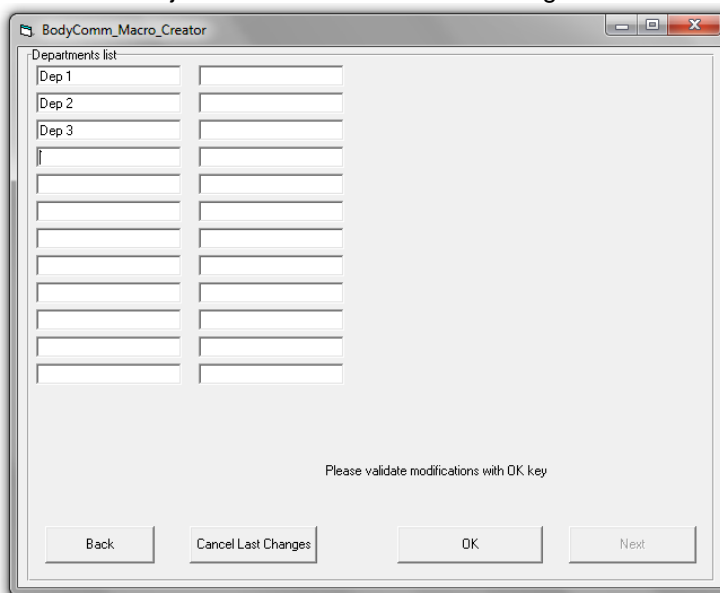 BodyComm_Macro_Creator
Departments list
Dep 1
Dep 2
Dep 3
Please validate modifications with OK key
Back Cancel Last Changes OK Next